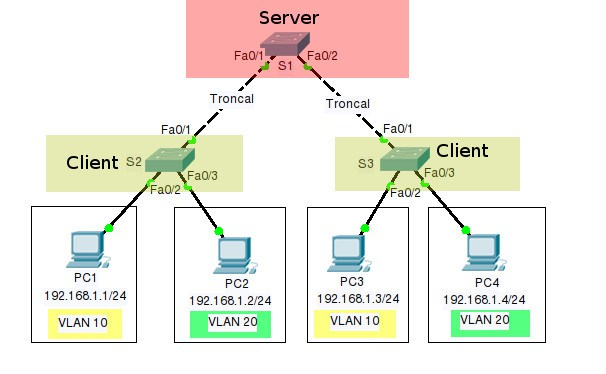 Server
Fa0/1
Fa0/2
S1
Troncal
Troncal
Fa0/1
Fa0/1
Client
S2
Fa0/3
Fa0/2
S3
Client
Fa0/3
Fa0/2
PC1
192.168.1.1/24
VLAN 10
PC2
192.168.1.2/24
VLAN 20
PC3
192.168.1.3/24
VLAN 10
PC4
192.168.1.4/24
VLAN 20